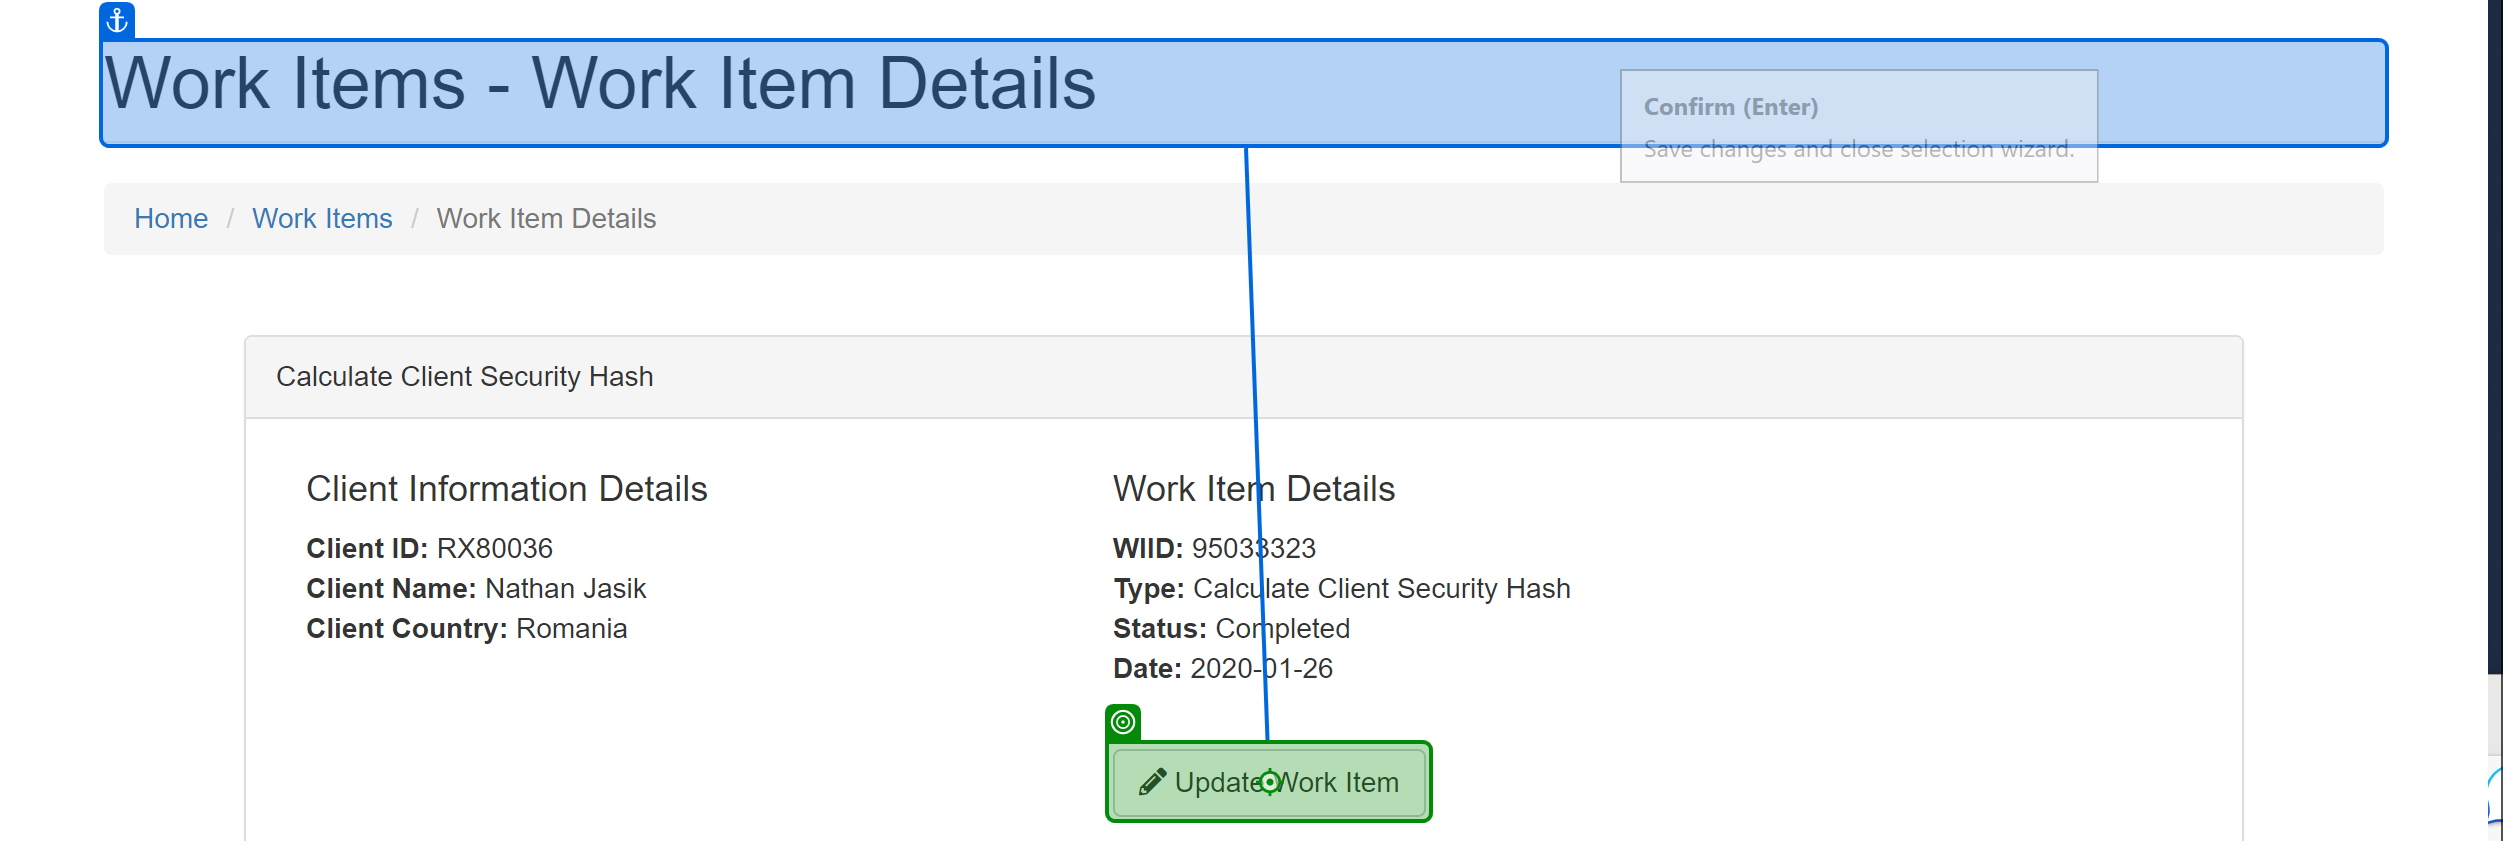 Work Items - Work Item Details
Confirm (Enter)
Save changes and close selection wizard.
Home / Work Items / Work Item Details
Calculate Client Security Hash
Client Information Details
Client ID: RX80036
Client Name: Nathan Jasik
Client Country: Romania
Work Item Details
WIID: 95033323
Type: Calculate Client Security Hash
Status: Completed
Date: 2020-01-26
Update Work Item